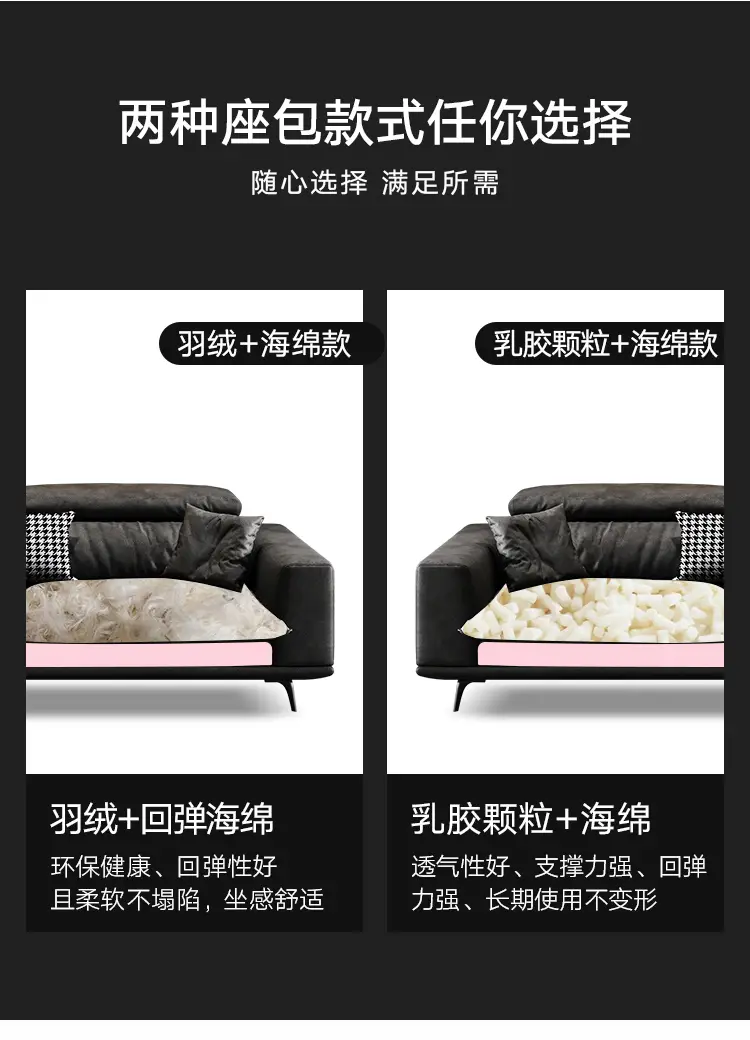 两种座包款式任你选择
随心选择 满足所需
羽绒+海绵款
乳胶颗粒+海绵款
羽绒+回弹海绵
环保健康、回弹性好
且柔软不塌陷，坐感舒适
乳胶颗粒+海绵
透气性好、支撑力强、回弹
力强、长期使用不变形